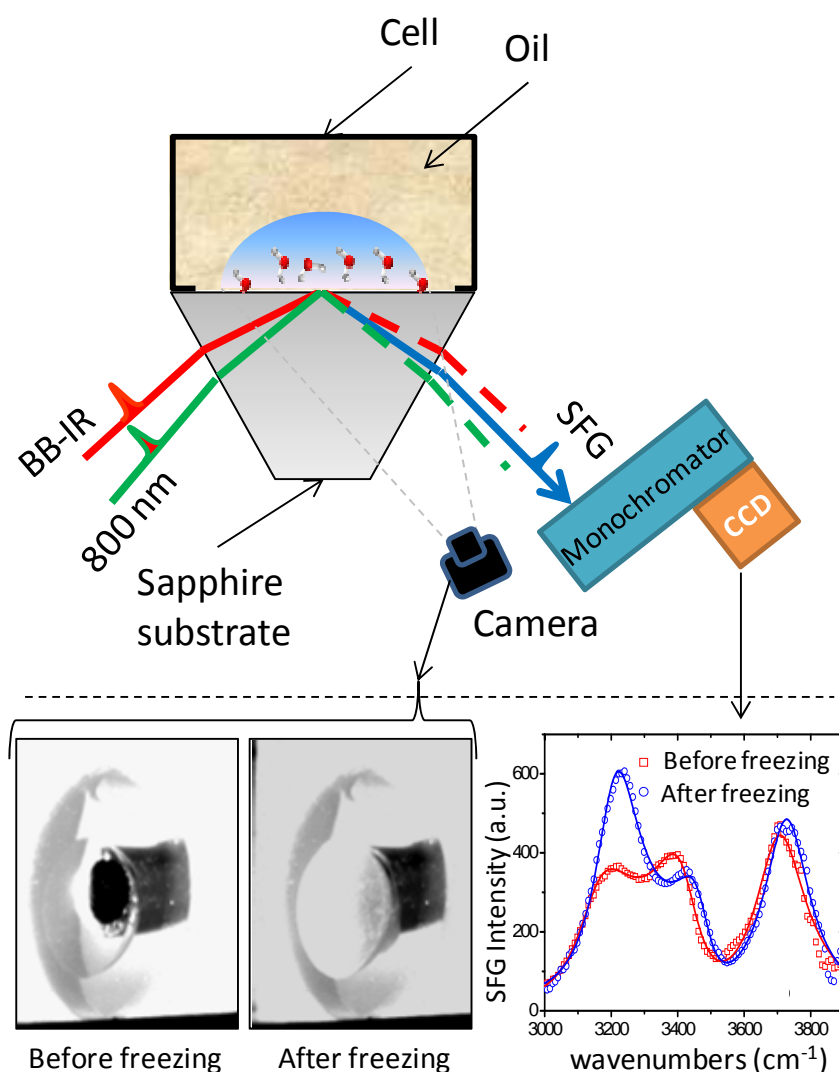 Cell
Oil
BB-IR
800 nm
SFG
Monochromator
CCD
Sapphire
substrate
Camera
Before freezing
After freezing
SFG Intensity (a.u.)
600
400
200
0
Before freezing
After freezing
3000 3200 3400 3600 3800
wavenumbers (cm⁻¹)